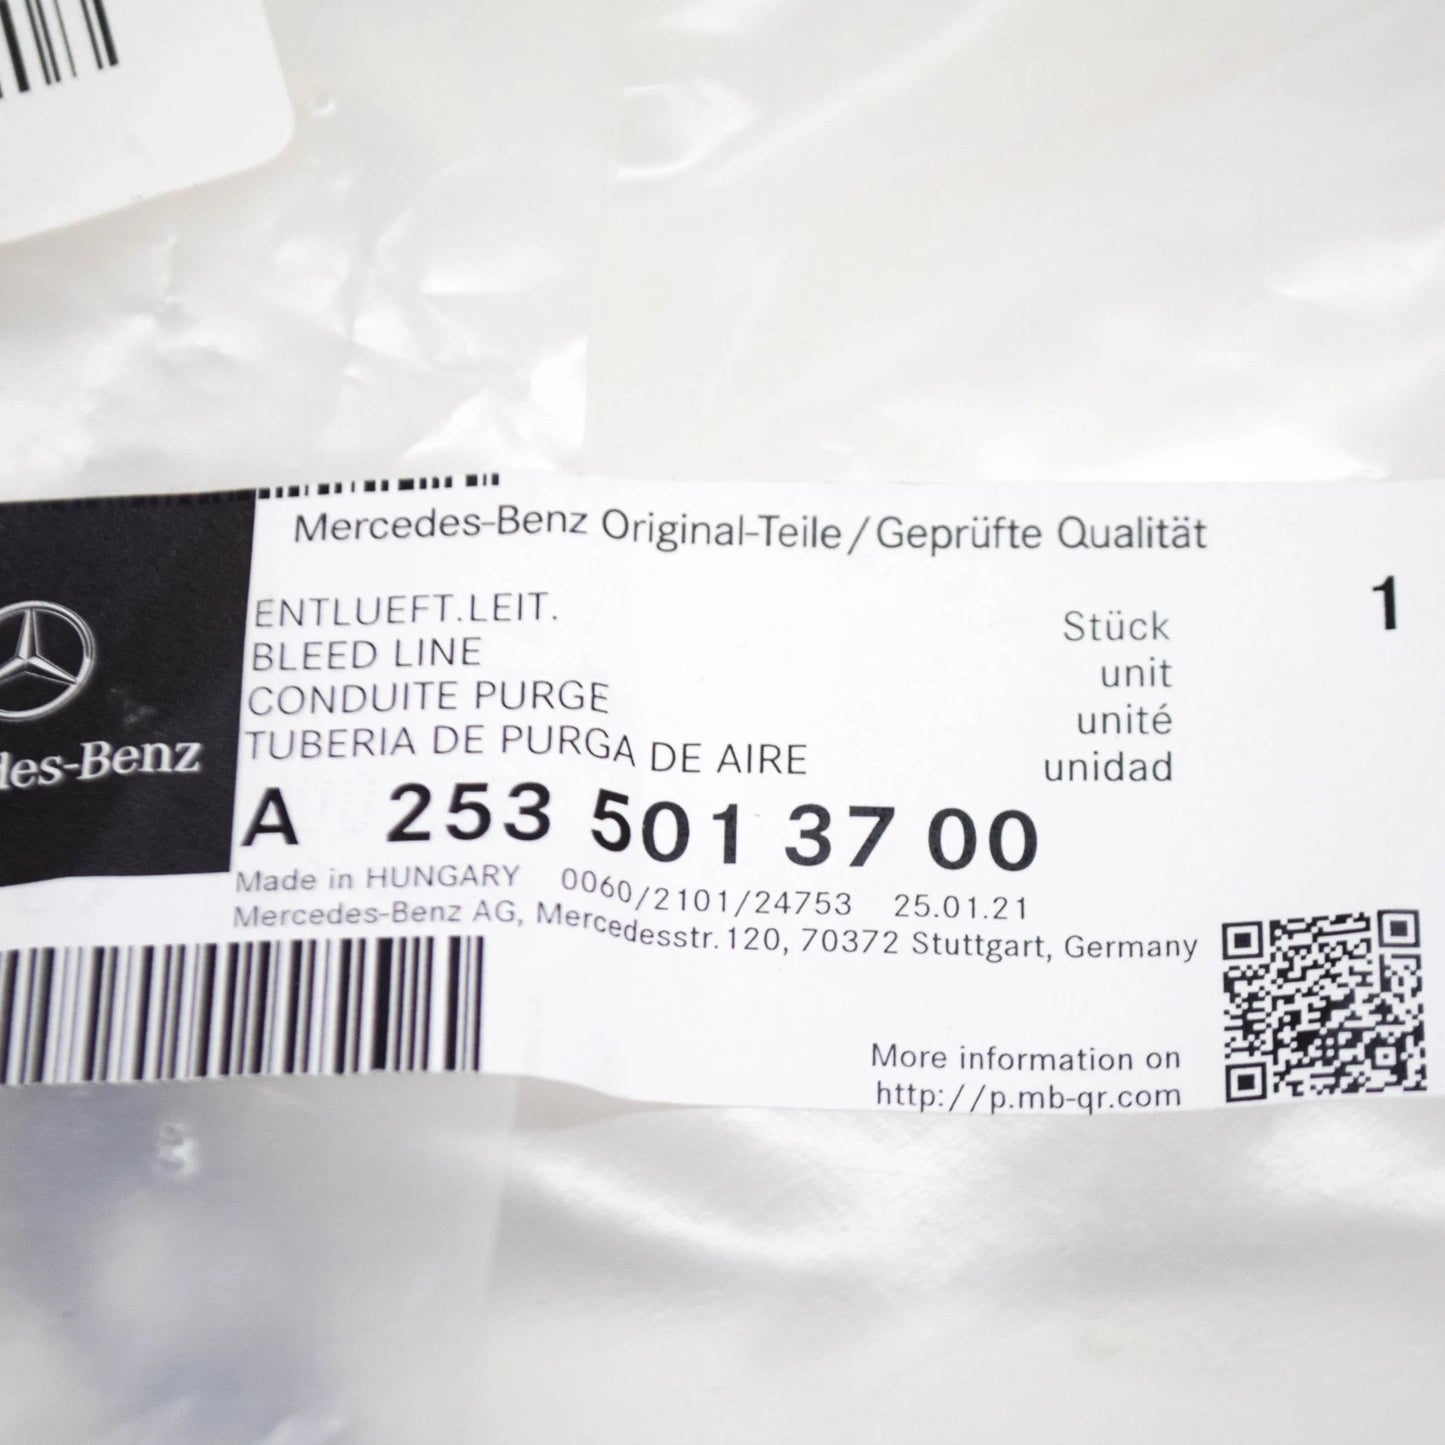 Mercedes-Benz Original-Teile/Geprüfte Qualität
ENTLUEFT.LEIT.
BLEED LINE
CONDUITE PURGE
TUBERIA DE PURGA DE AIRE
Stück 1
unit
unité
unidad
des-Benz
A 253 501 37 00
Made in HUNGARY 0060/2101/24753 25.01.21
Mercedes-Benz AG, Mercedesstr. 120, 70372 Stuttgart, Germany
More information on
http://p.mb-qr.com